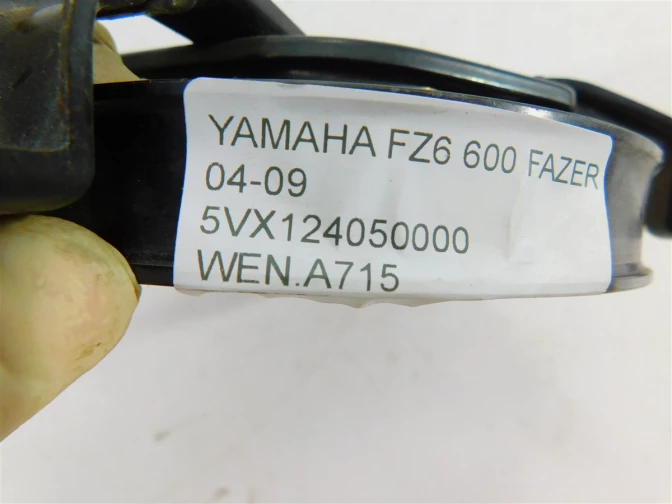 YAMAHA FZ6 600 FAZER
04-09
5VX124050000
WEN.A715